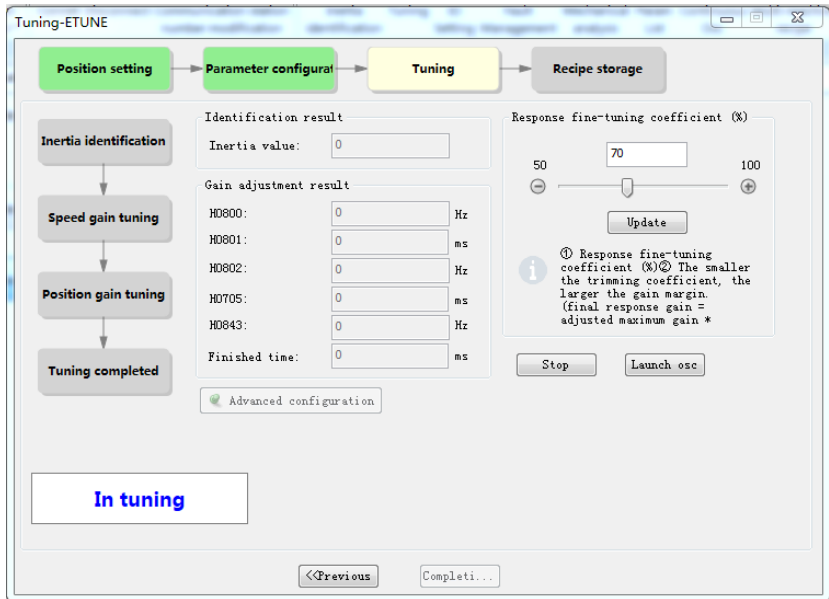 Tuning-ETUNE
Position setting
Parameter configurat
Tuning
Recipe storage
Inertia identification
Speed gain tuning
Position gain tuning
Tuning completed
Identification result
Inertia value: 0
Gain adjustment result
H0800: 0 Hz
H0801: 0 ms
H0802: 0 Hz
H0705: 0 ms
H0843: 0 Hz
Finished time: 0 ms
Advanced configuration
Response fine-tuning coefficient (%)
70
50 100
Update
① Response fine-tuning
coefficient (%)② The smaller
the trimming coefficient, the
larger the gain margin.
(final response gain =
adjusted maximum gain *
Stop Launch osc
In tuning
<<Previous Completi...